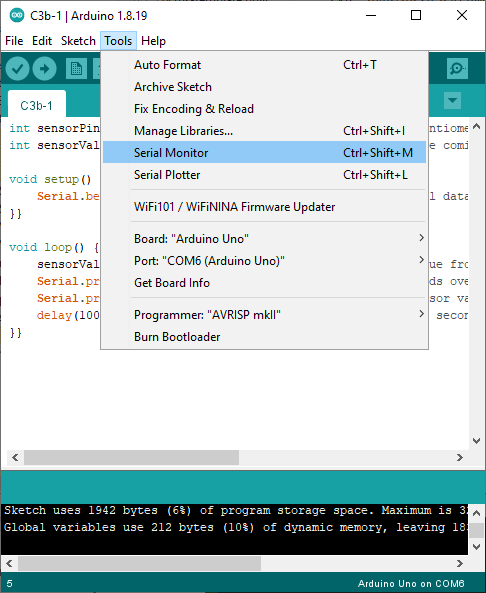 C3b-1 | Arduino 1.8.19
File Edit Sketch Tools Help
C3b-1
Auto Format Ctrl+T
Archive Sketch
Fix Encoding & Reload
Manage Libraries... Ctrl+Shift+I
Serial Monitor Ctrl+Shift+M
Serial Plotter Ctrl+Shift+L
WiFi101 / WiFiNINA Firmware Updater
Board: "Arduino Uno"
Port: "COM6 (Arduino Uno)"
Get Board Info
Programmer: "AVRISP mkII"
Burn Bootloader
int sensorPin ntiome
int sensorVal e comi
void setup()
Serial.be l data
}}
void loop() {
sensorVal ue fro
Serial.pr ds ove
Serial.pr sor va
delay(100 secon
}}
Sketch uses 1942 bytes (6%) of program storage space. Maximum is 32
Global variables use 212 bytes (10%) of dynamic memory, leaving 183
5 Arduino Uno on COM6